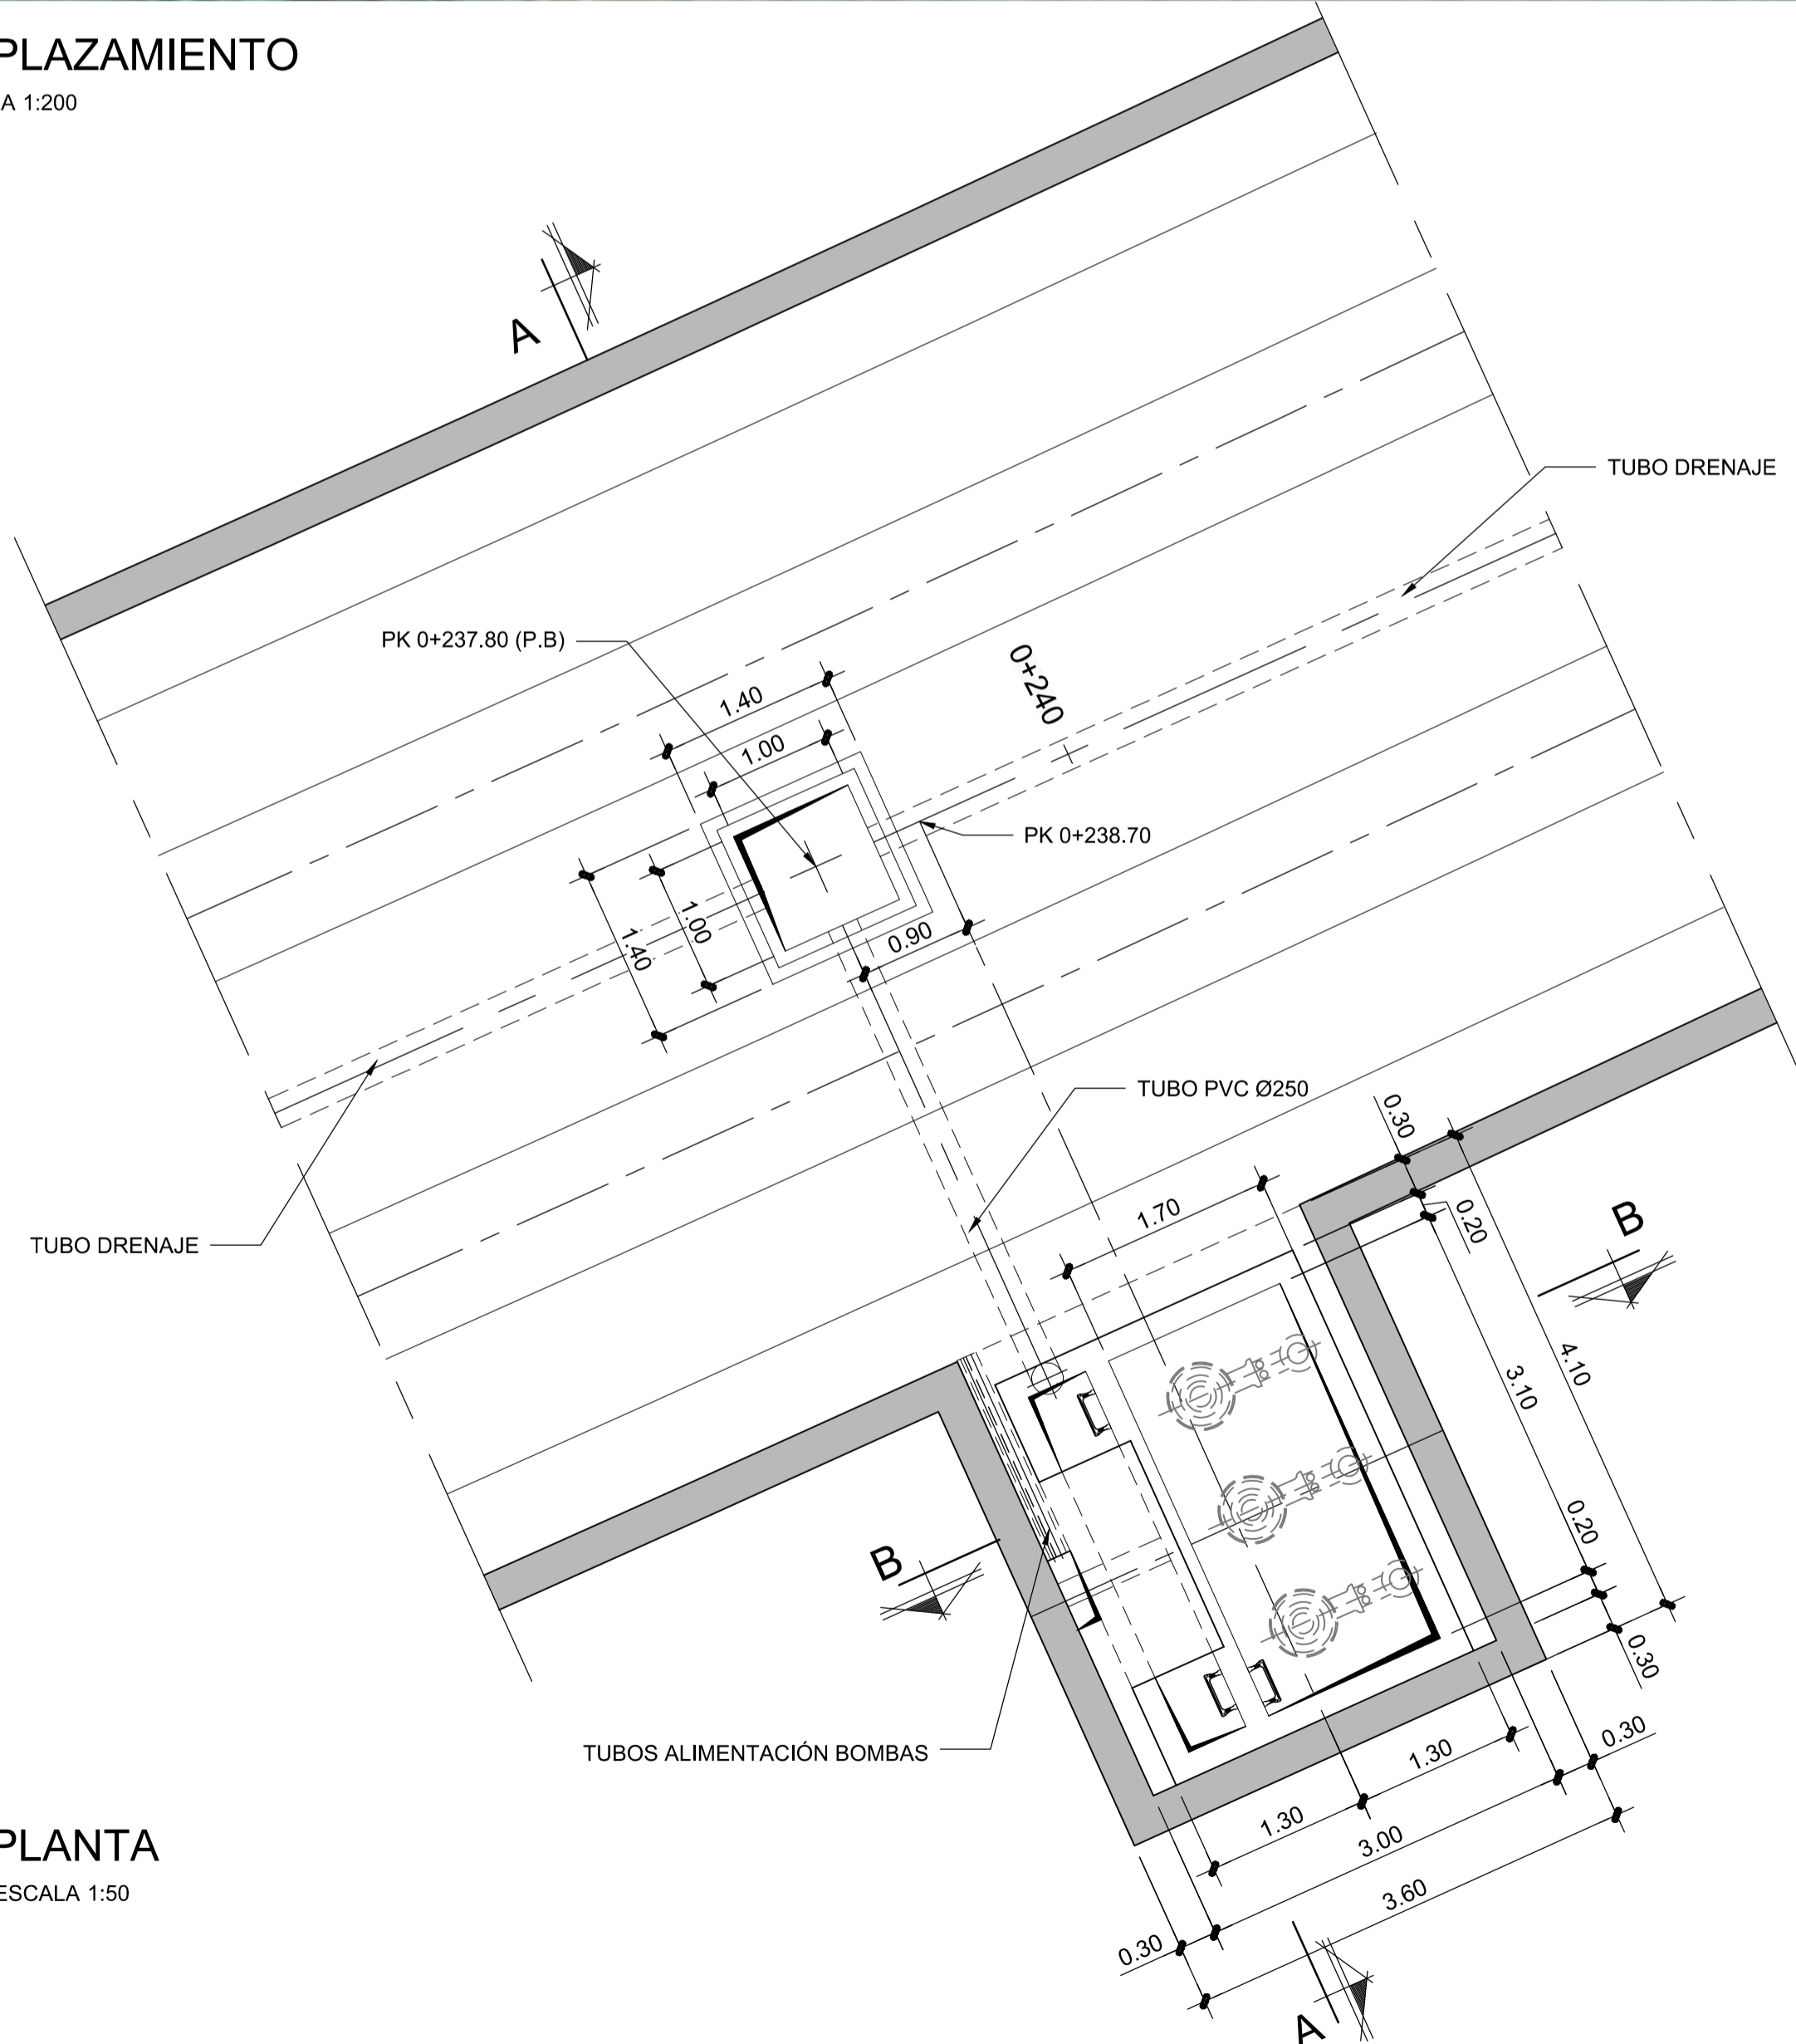 PLAZAMIENTO
A 1:200
A
TUBO DRENAJE
PK 0+237.80 (P.B)
0+240
1.40
1.00
PK 0+238.70
1.00
1.40
0.90
TUBO PVC Ø250
0.30
1.70
0.20
B
TUBO DRENAJE
4.10
3.10
0.20
B
0.30
TUBOS ALIMENTACIÓN BOMBAS
0.30
1.30
1.30
3.00
3.60
0.30
PLANTA
ESCALA 1:50
A